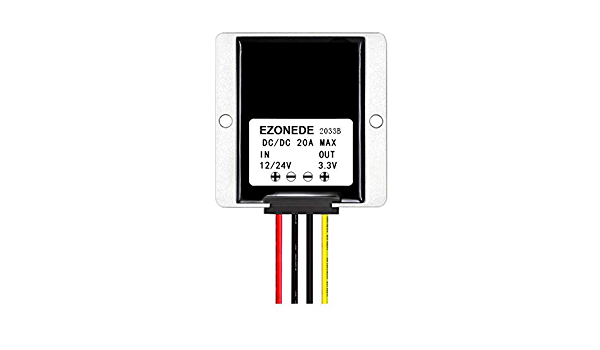 EZONEDE 2033B
DC/DC 20A MAX
IN OUT
12/24V 3.3V
⊕ ⊖ ⊖ ⊕